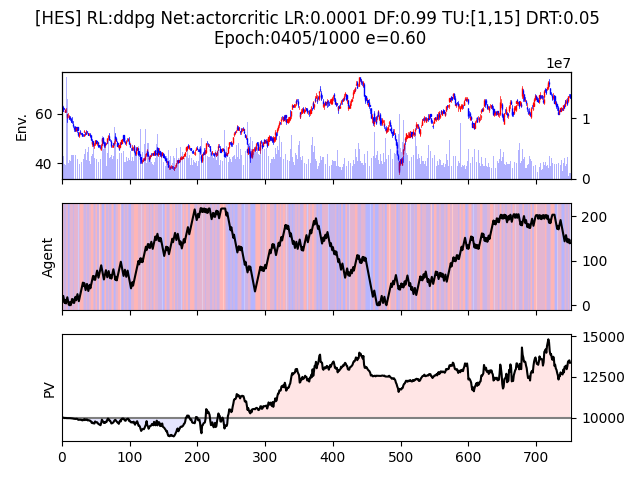 [HES] RL:ddpg Net:actorcritic LR:0.0001 DF:0.99 TU:[1,15] DRT:0.05
Epoch:0405/1000 e=0.60
1e7
Env.
60
40
1
0
Agent
200
100
0
PV
15000
12500
10000
0 100 200 300 400 500 600 700